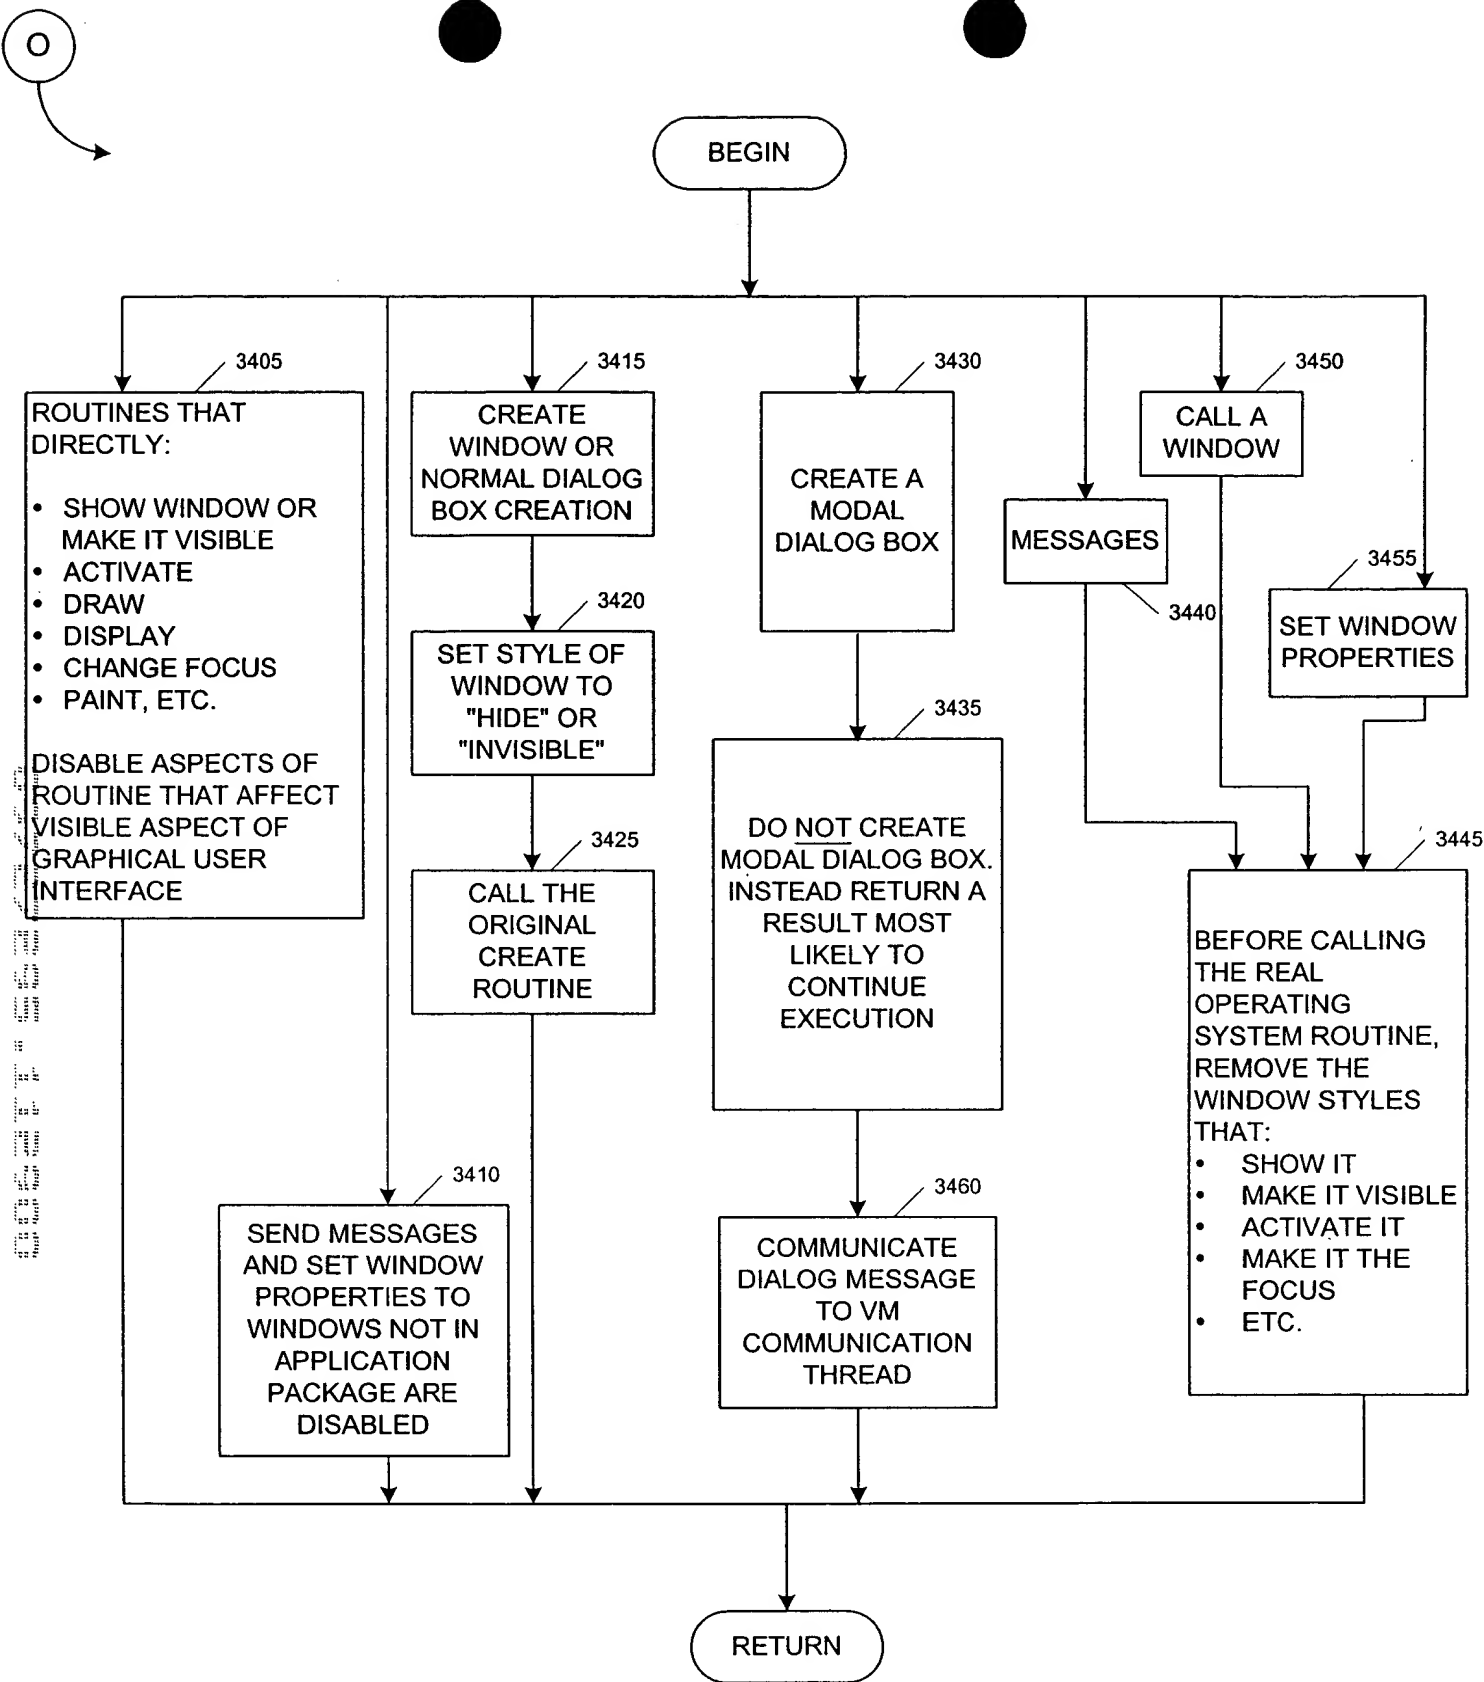 O
BEGIN
3405
ROUTINES THAT
DIRECTLY:
• SHOW WINDOW OR
MAKE IT VISIBLE
• ACTIVATE
• DRAW
• DISPLAY
• CHANGE FOCUS
• PAINT, ETC.
DISABLE ASPECTS OF
ROUTINE THAT AFFECT
VISIBLE ASPECT OF
GRAPHICAL USER
INTERFACE
3410
SEND MESSAGES
AND SET WINDOW
PROPERTIES TO
WINDOWS NOT IN
APPLICATION
PACKAGE ARE
DISABLED
3415
CREATE
WINDOW OR
NORMAL DIALOG
BOX CREATION
3420
SET STYLE OF
WINDOW TO
"HIDE" OR
"INVISIBLE"
3425
CALL THE
ORIGINAL
CREATE
ROUTINE
3430
CREATE A
MODAL
DIALOG BOX
3435
DO NOT CREATE
MODAL DIALOG BOX.
INSTEAD RETURN A
RESULT MOST
LIKELY TO
CONTINUE
EXECUTION
3460
COMMUNICATE
DIALOG MESSAGE
TO VM
COMMUNICATION
THREAD
MESSAGES
3440
3450
CALL A
WINDOW
3455
SET WINDOW
PROPERTIES
3445
BEFORE CALLING
THE REAL
OPERATING
SYSTEM ROUTINE,
REMOVE THE
WINDOW STYLES
THAT:
• SHOW IT
• MAKE IT VISIBLE
• ACTIVATE IT
• MAKE IT THE
FOCUS
• ETC.
RETURN